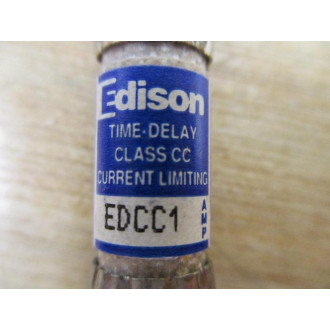 Edison
TIME-DELAY
CLASS CC
CURRENT LIMITING
EDCC1
AMP